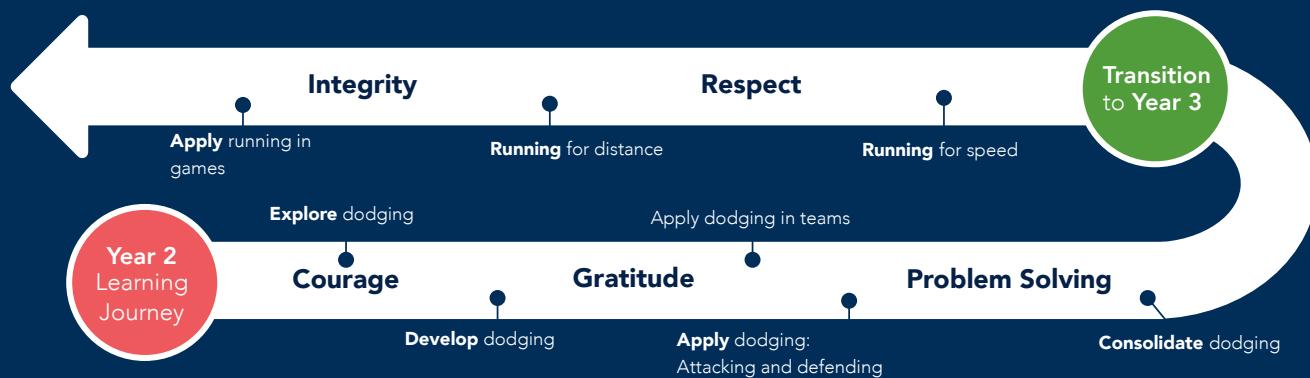 Integrity
Respect
Transition
to Year 3
Apply running in
games
Running for distance
Running for speed
Explore dodging
Apply dodging in teams
Year 2
Learning
Journey
Courage
Gratitude
Problem Solving
Develop dodging
Apply dodging:
Attacking and defending
Consolidate dodging